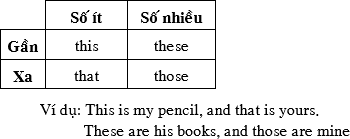 Số ít Số nhiều
Gần this these
Xa that those
Ví dụ: This is my pencil, and that is yours.
These are his books, and those are mine